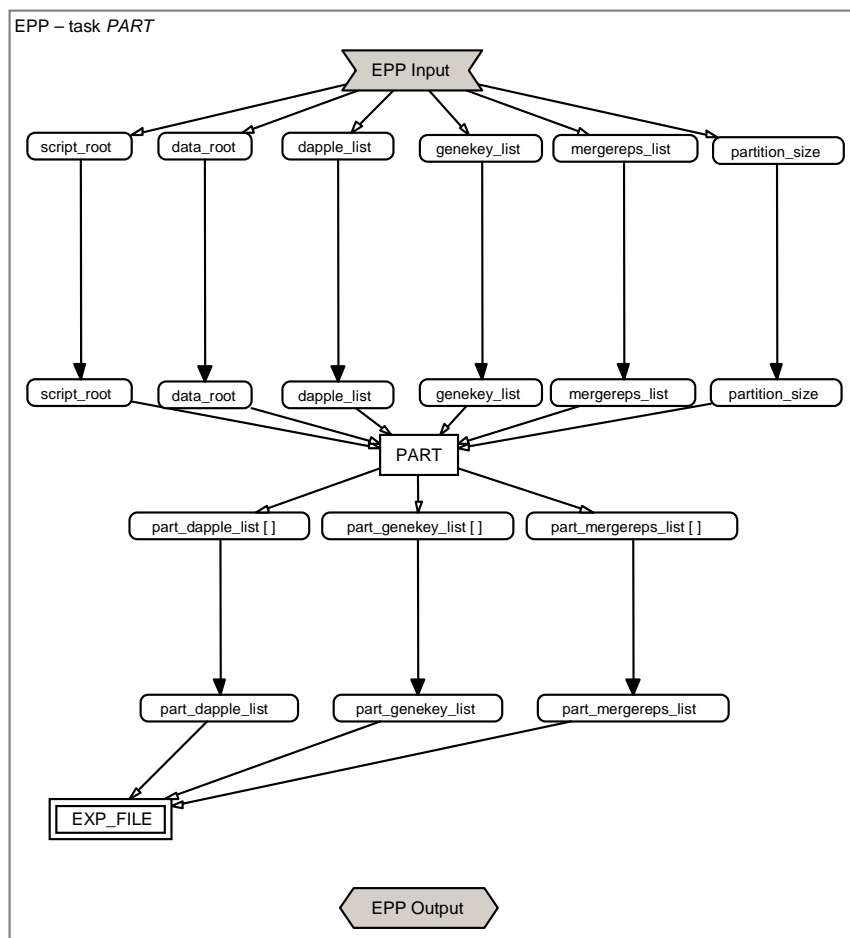 EPP – task PART
EPP Input
script_root
data_root
dapple_list
genekey_list
mergereps_list
partition_size
script_root
data_root
dapple_list
genekey_list
mergereps_list
partition_size
PART
part_dapple_list [ ]
part_genekey_list [ ]
part_mergereps_list [ ]
part_dapple_list
part_genekey_list
part_mergereps_list
EXP_FILE
EPP Output